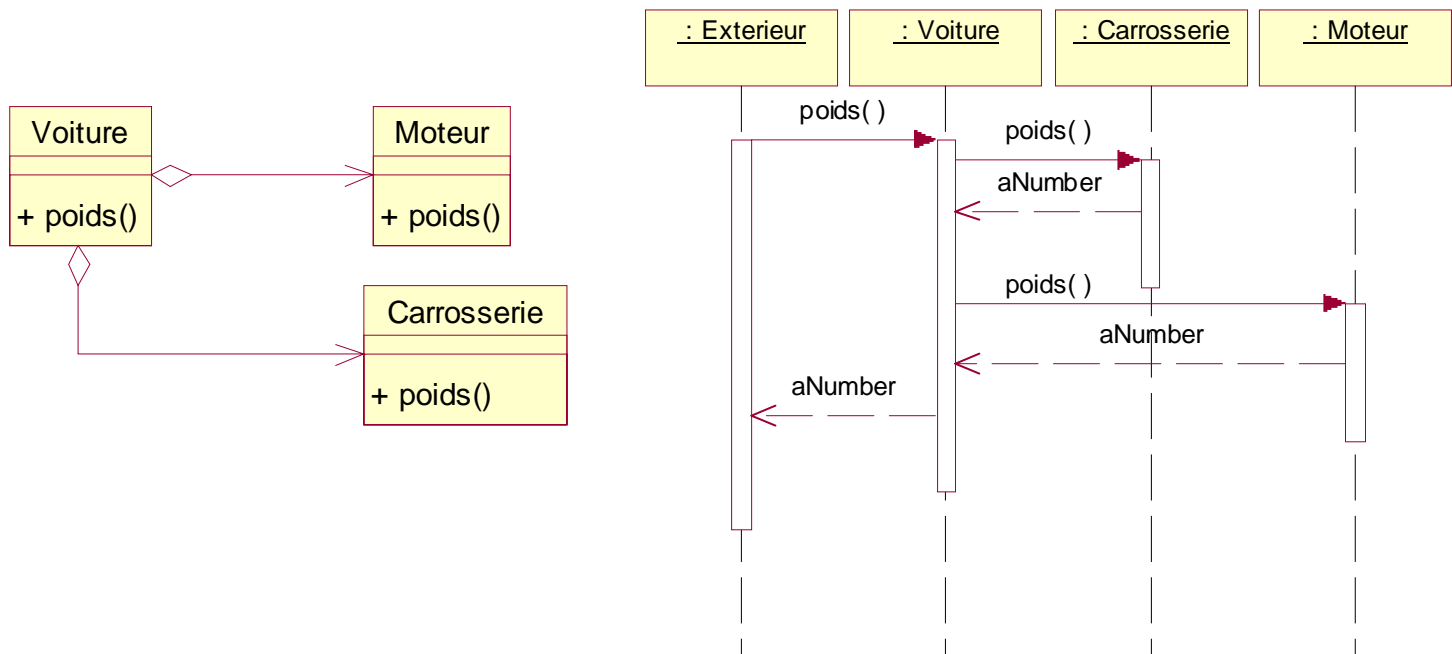 Voiture
+ poids()
Moteur
+ poids()
Carrosserie
+ poids()
: Exterieur
: Voiture
: Carrosserie
: Moteur
poids( )
poids( )
aNumber
poids( )
aNumber
aNumber